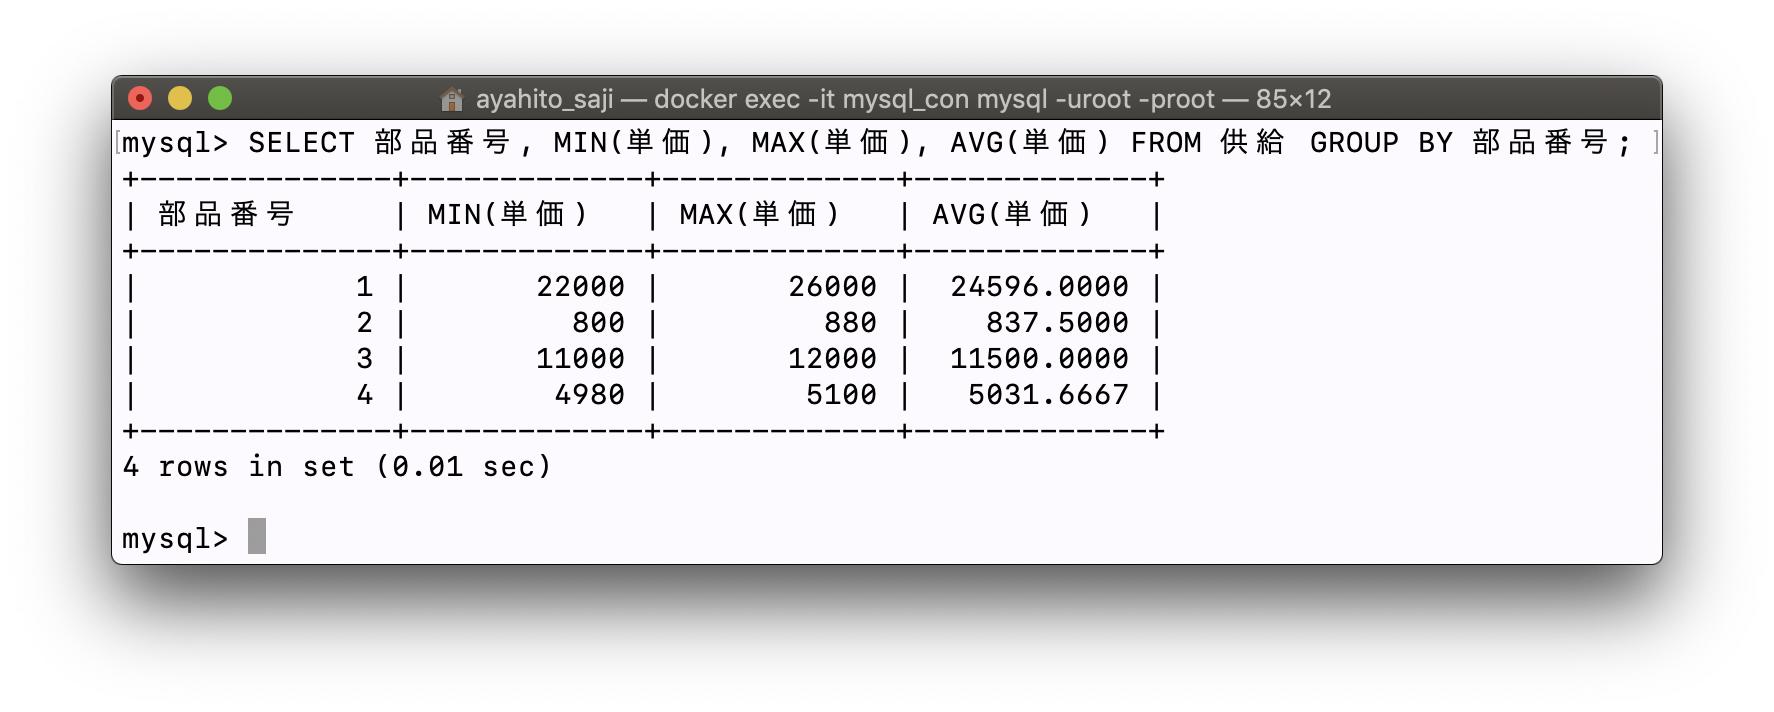 ayahito_saji — docker exec -it mysql_con mysql -uroot -proot — 85×12
mysql> SELECT 部品番号, MIN(単価), MAX(単価), AVG(単価) FROM 供給 GROUP BY 部品番号;
+--------------+-------------+-------------+-------------+
| 部品番号 | MIN(単価) | MAX(単価) | AVG(単価) |
+--------------+-------------+-------------+-------------+
| 1 | 22000 | 26000 | 24596.0000 |
| 2 | 800 | 880 | 837.5000 |
| 3 | 11000 | 12000 | 11500.0000 |
| 4 | 4980 | 5100 | 5031.6667 |
+--------------+-------------+-------------+-------------+
4 rows in set (0.01 sec)
mysql>